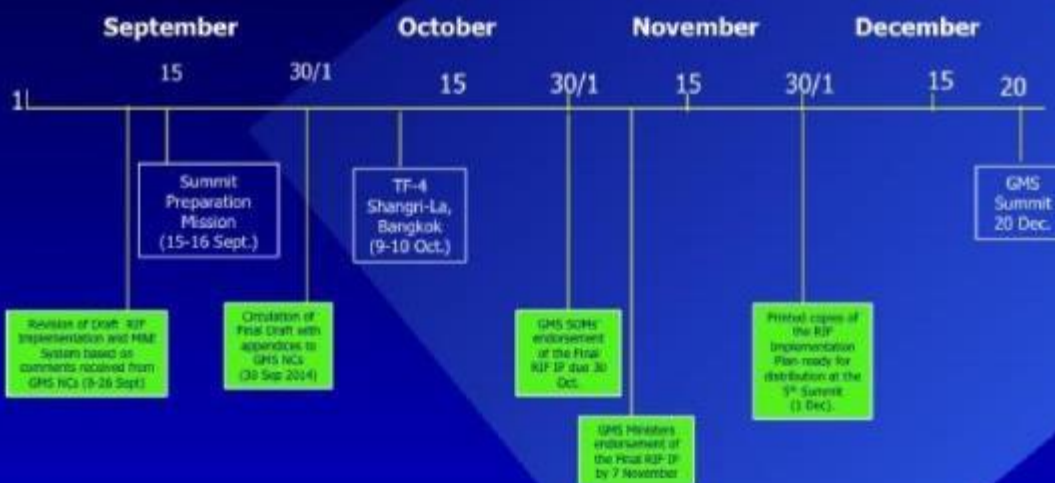 September October November December
15 30/1 15 30/1 15 30/1 15 20
1
Summit
Preparation
Mission
(15-16 Sept.)
TF-4
Shangri-La,
Bangkok
(9-10 Oct.)
GMS
Summit
20 Dec.
Revision of Draft RIF
Implementation and M&E
System based on
comments received from
GMS NCs (8-26 Sept)
Circulation of
Final Draft with
appendices to
GMS NCs
(30 Sep 2014)
GMS SOMs'
endorsement
of the Final
RIF IP due 30
Oct.
GMS Ministers
endorsement of
the Final RIF IP
by 7 November
Printed copies of
the RIF
Implementation
Plan ready for
distribution at the
5th Summit
(1 Dec).